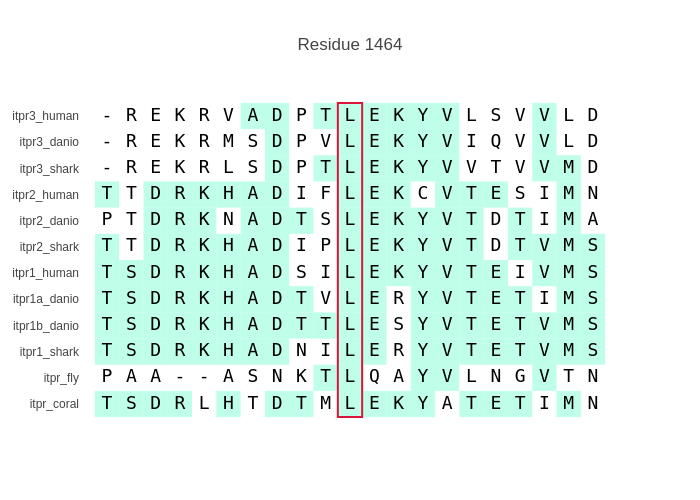 Residue 1464
itpr3_human - R E K R V A D P T L E K Y V L S V V L D
itpr3_danio - R E K R M S D P V L E K Y V I Q V V L D
itpr3_shark - R E K R L S D P T L E K Y V V T V V M D
itpr2_human T T D R K H A D I F L E K C V T E S I M N
itpr2_danio P T D R K N A D T S L E K Y V T D T I M A
itpr2_shark T T D R K H A D I P L E K Y V T D T V M S
itpr1_human T S D R K H A D S I L E K Y V T E I V M S
itpr1a_danio T S D R K H A D T V L E R Y V T E T I M S
itpr1b_danio T S D R K H A D T T L E S Y V T E T V M S
itpr1_shark T S D R K H A D N I L E R Y V T E T V M S
itpr_fly P A A - - A S N K T L Q A Y V L N G V T N
itpr_coral T S D R L H T D T M L E K Y A T E T I M N